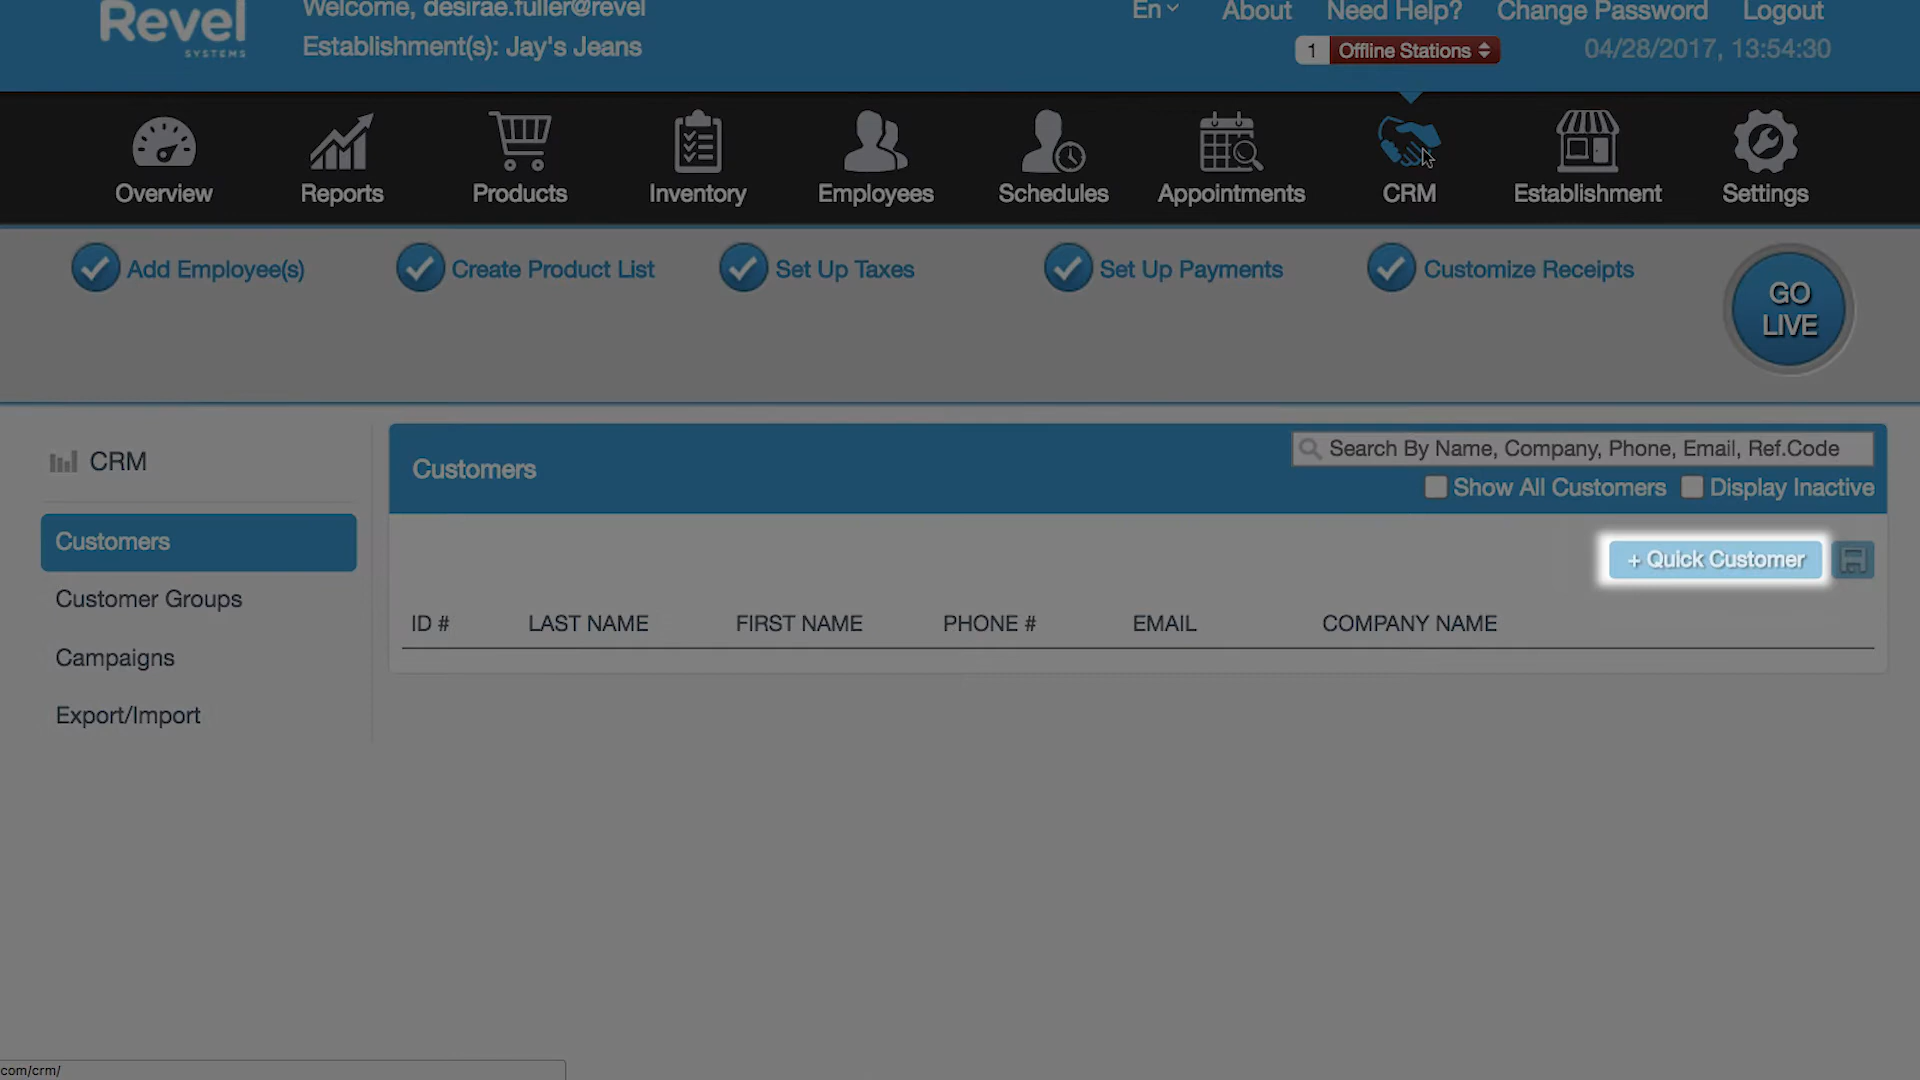 Revel
SYSTEMS
Welcome, desirae.fuller@revel
Establishment(s): Jay's Jeans
En
About
Need Help?
Change Password
Logout
1
Offline Stations
04/28/2017, 13:54:30
Overview
Reports
Products
Inventory
Employees
Schedules
Appointments
CRM
Establishment
Settings
Add Employee(s)
Create Product List
Set Up Taxes
Set Up Payments
Customize Receipts
GO
LIVE
CRM
Customers
Customer Groups
Campaigns
Export/Import
Customers
Search By Name, Company, Phone, Email, Ref.Code
Show All Customers
Display Inactive
+ Quick Customer
ID #
LAST NAME
FIRST NAME
PHONE #
EMAIL
COMPANY NAME
com/crm/